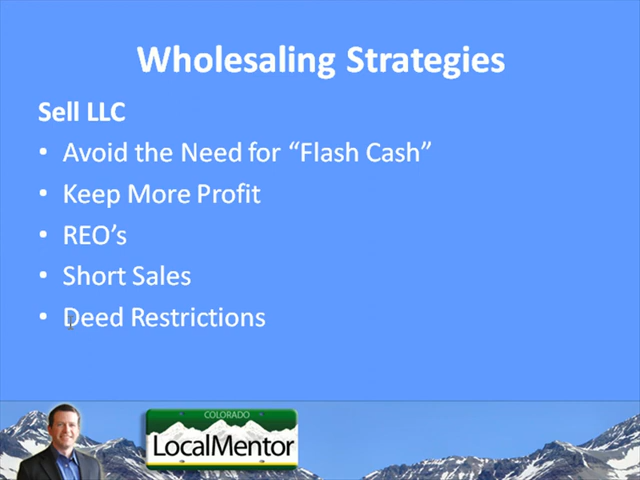 Wholesaling Strategies
Sell LLC
• Avoid the Need for “Flash Cash”
• Keep More Profit
• REO’s
• Short Sales
• Deed Restrictions
COLORADO
LocalMentor